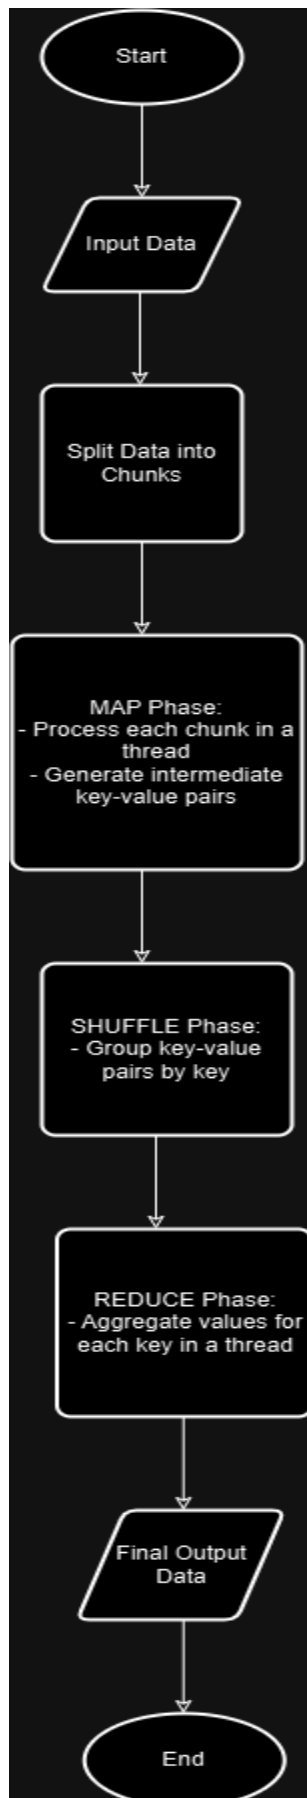 Start
Input Data
Split Data into
Chunks
MAP Phase:
- Process each chunk in a
thread
- Generate intermediate
key-value pairs
SHUFFLE Phase:
- Group key-value
pairs by key
REDUCE Phase:
- Aggregate values for
each key in a thread
Final Output
Data
End